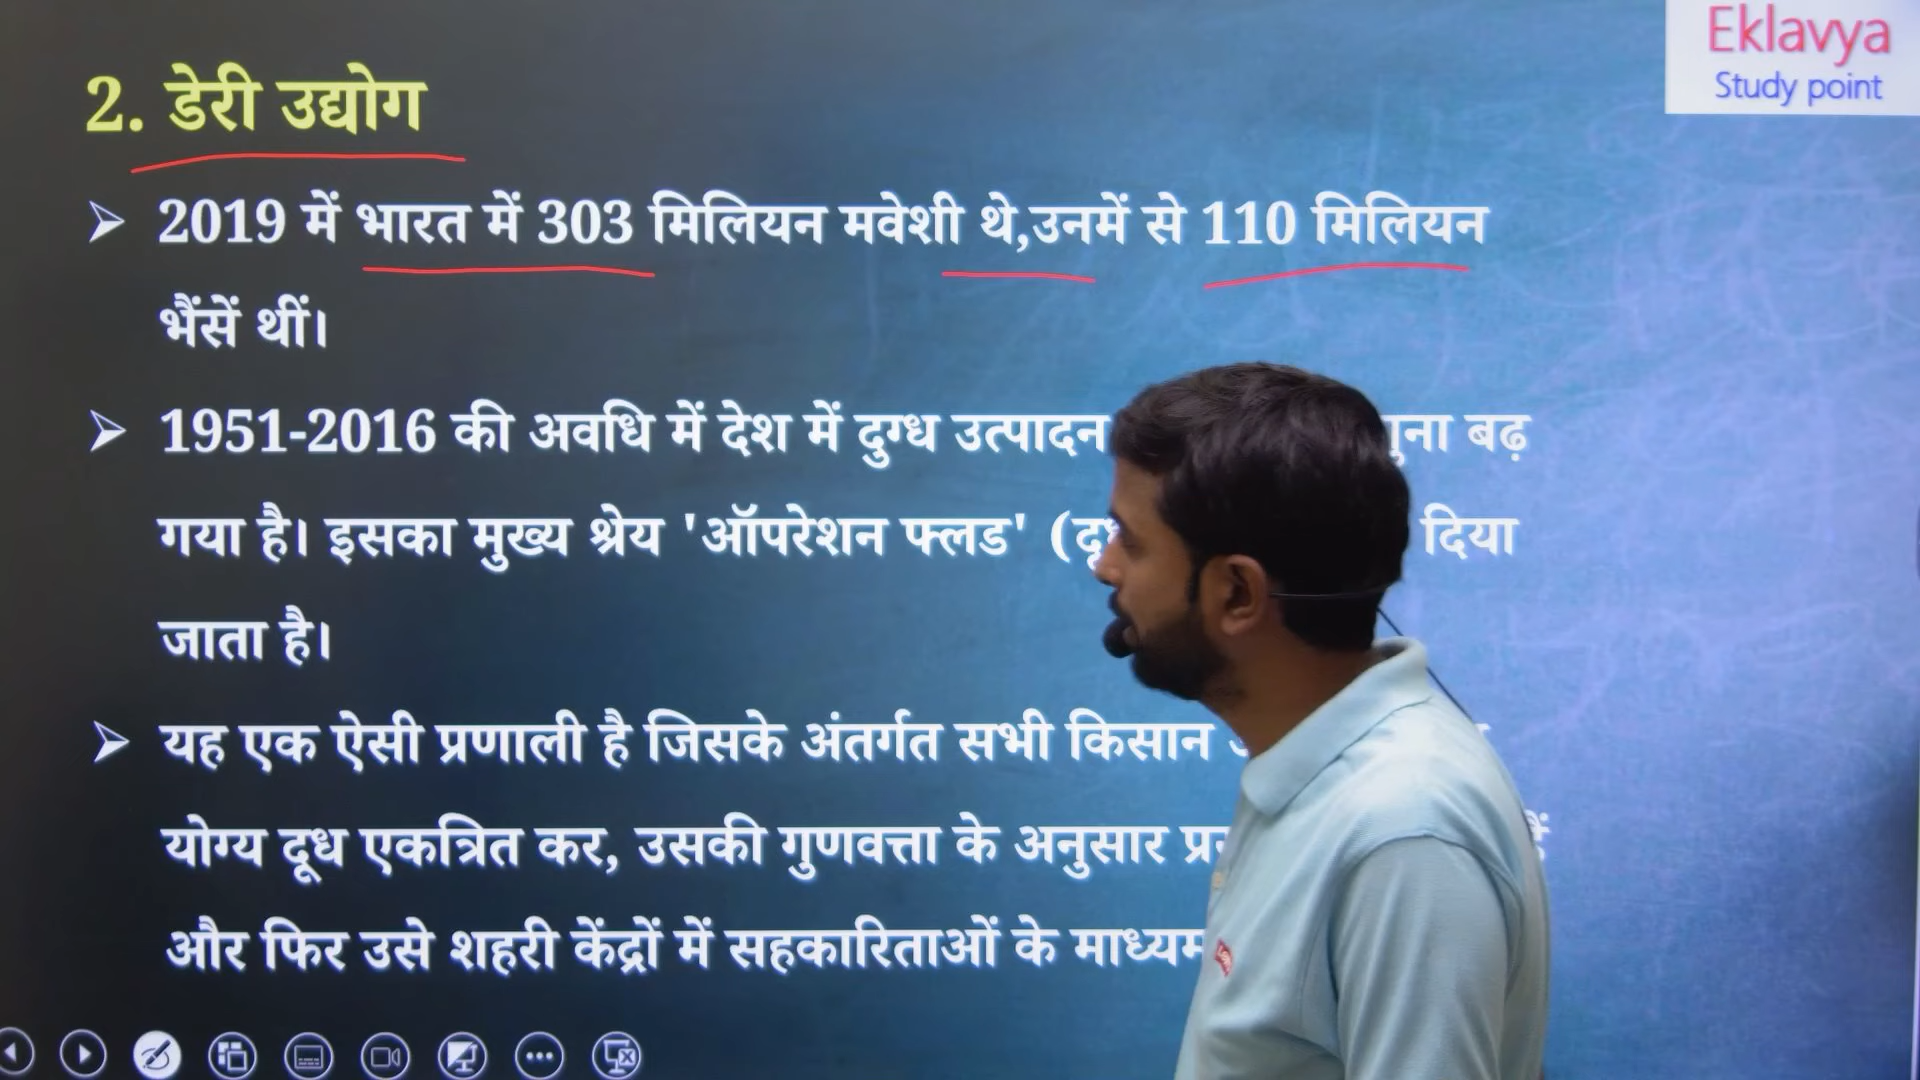 Eklavya
Study point
2. डेरी उद्योग
2019 में भारत में 303 मिलियन मवेशी थे,उनमें से 110 मिलियन
भैंसें थीं।
1951-2016 की अवधि में देश में दुग्ध उत्पादन बढ़
गया है। इसका मुख्य श्रेय 'ऑपरेशन फ्लड' ( दिया
जाता है।
यह एक ऐसी प्रणाली है जिसके अंतर्गत सभी किसान
योग्य दूध एकत्रित कर, उसकी गुणवत्ता के अनुसार
और फिर उसे शहरी केंद्रों में सहकारिताओं के माध्यम